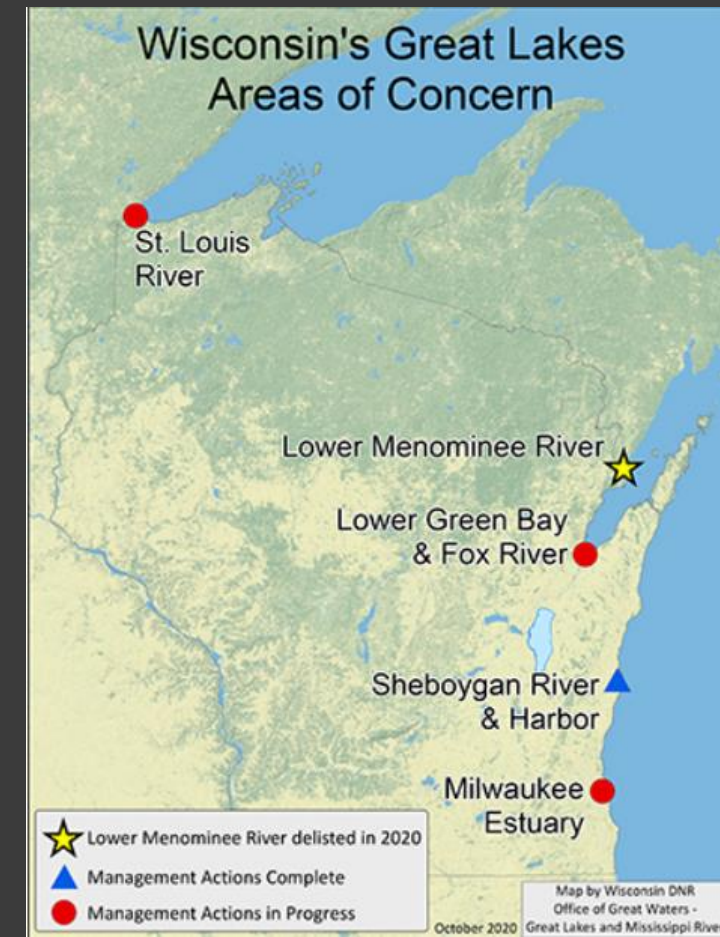 Wisconsin's Great Lakes
Areas of Concern
St. Louis
River
Lower Menominee River
Lower Green Bay
& Fox River
Sheboygan River
& Harbor
Milwaukee
Estuary
Lower Menominee River delisted in 2020
Management Actions Complete
Management Actions in Progress
October 2020
Map by Wisconsin DNR
Office of Great Waters -
Great Lakes and Mississippi Rive